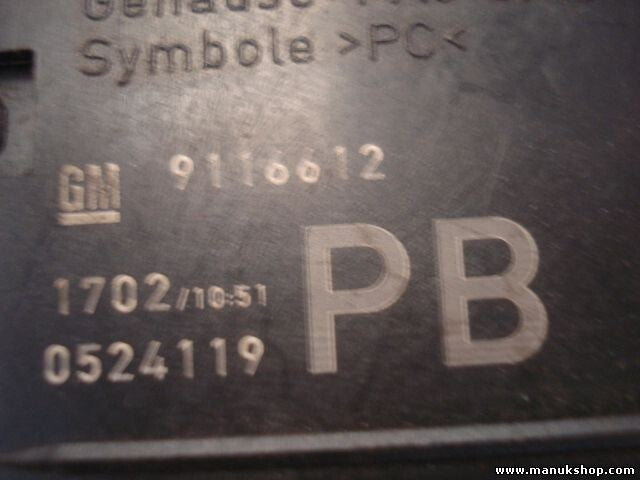 Symbole >PC<
GM 9116612
1702/10:51
0524119
PB
www.manukshop.com